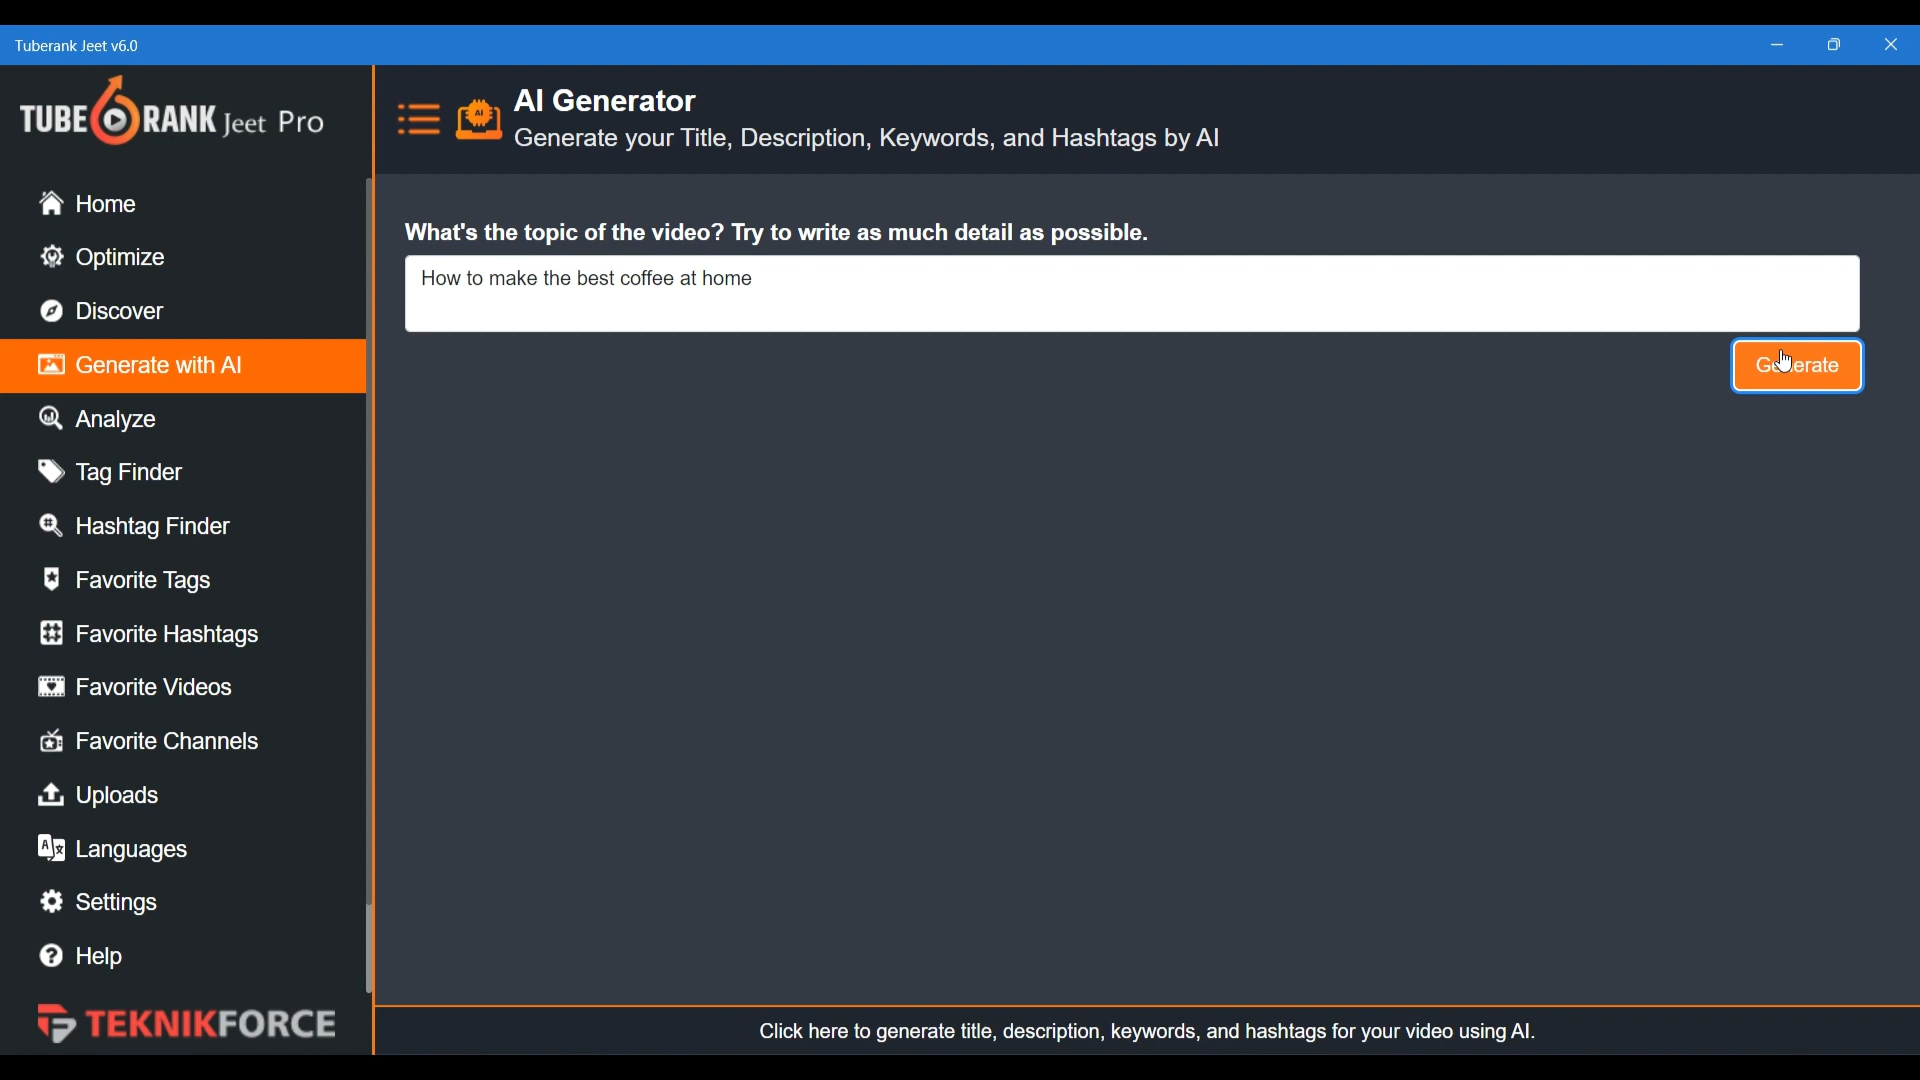 Tuberank Jeet v6.0
TUBE RANK Jeet Pro
AI Generator
Generate your Title, Description, Keywords, and Hashtags by AI
Home
Optimize
Discover
Generate with AI
Analyze
Tag Finder
Hashtag Finder
Favorite Tags
Favorite Hashtags
Favorite Videos
Favorite Channels
Uploads
Languages
Settings
Help
TEKNIKFORCE
What's the topic of the video? Try to write as much detail as possible.
How to make the best coffee at home
Generate
Click here to generate title, description, keywords, and hashtags for your video using AI.